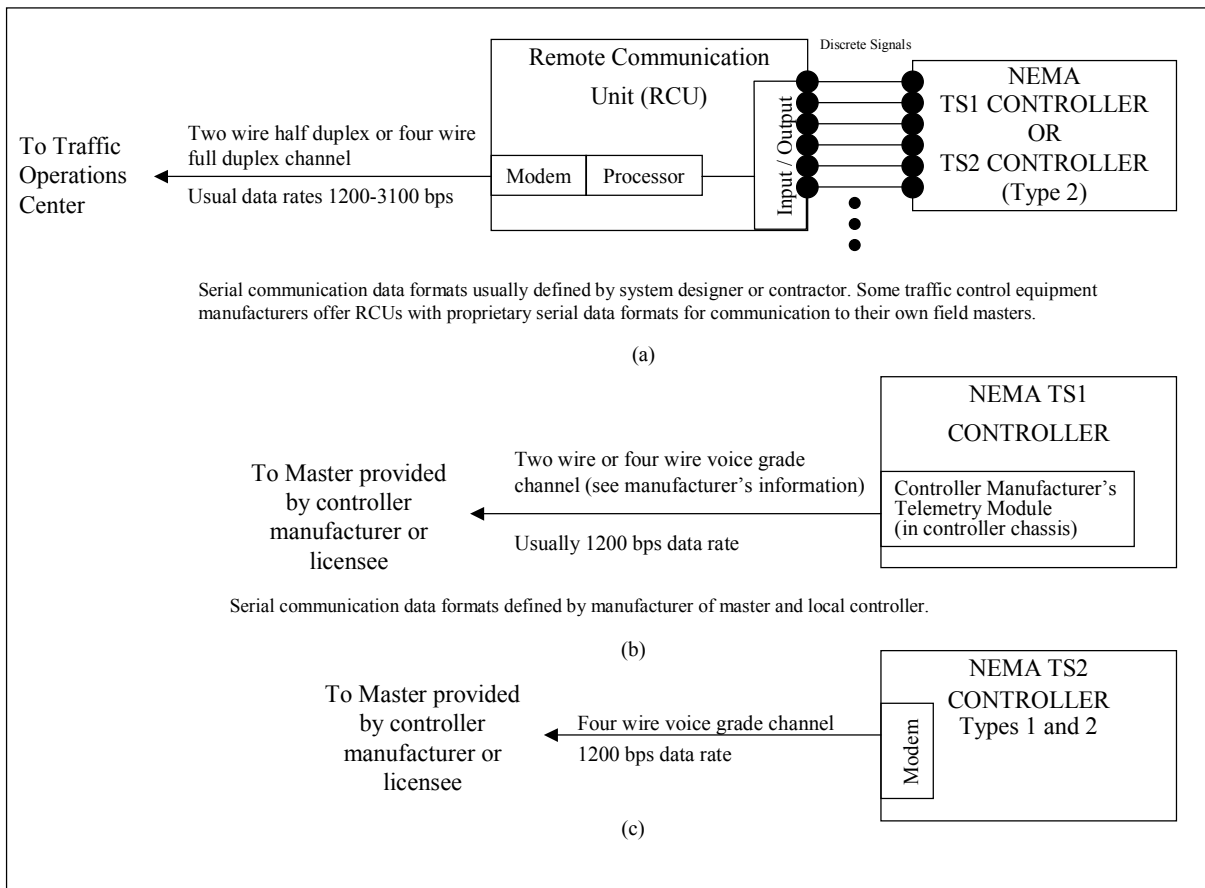 Remote Communication
Unit (RCU)
Discrete Signals
NEMA
TS1 CONTROLLER
OR
TS2 CONTROLLER
(Type 2)
To Traffic
Operations
Center
Two wire half duplex or four wire
full duplex channel
Usual data rates 1200-3100 bps
Modem
Processor
Input / Output
Serial communication data formats usually defined by system designer or contractor. Some traffic control equipment
manufacturers offer RCUs with proprietary serial data formats for communication to their own field masters.
(a)
NEMA TS1
CONTROLLER
To Master provided
by controller
manufacturer or
licensee
Two wire or four wire voice grade
channel (see manufacturer's information)
Usually 1200 bps data rate
Controller Manufacturer's
Telemetry Module
(in controller chassis)
Serial communication data formats defined by manufacturer of master and local controller.
(b)
NEMA TS2
CONTROLLER
Types 1 and 2
To Master provided
by controller
manufacturer or
licensee
Four wire voice grade channel
1200 bps data rate
Modem
(c)